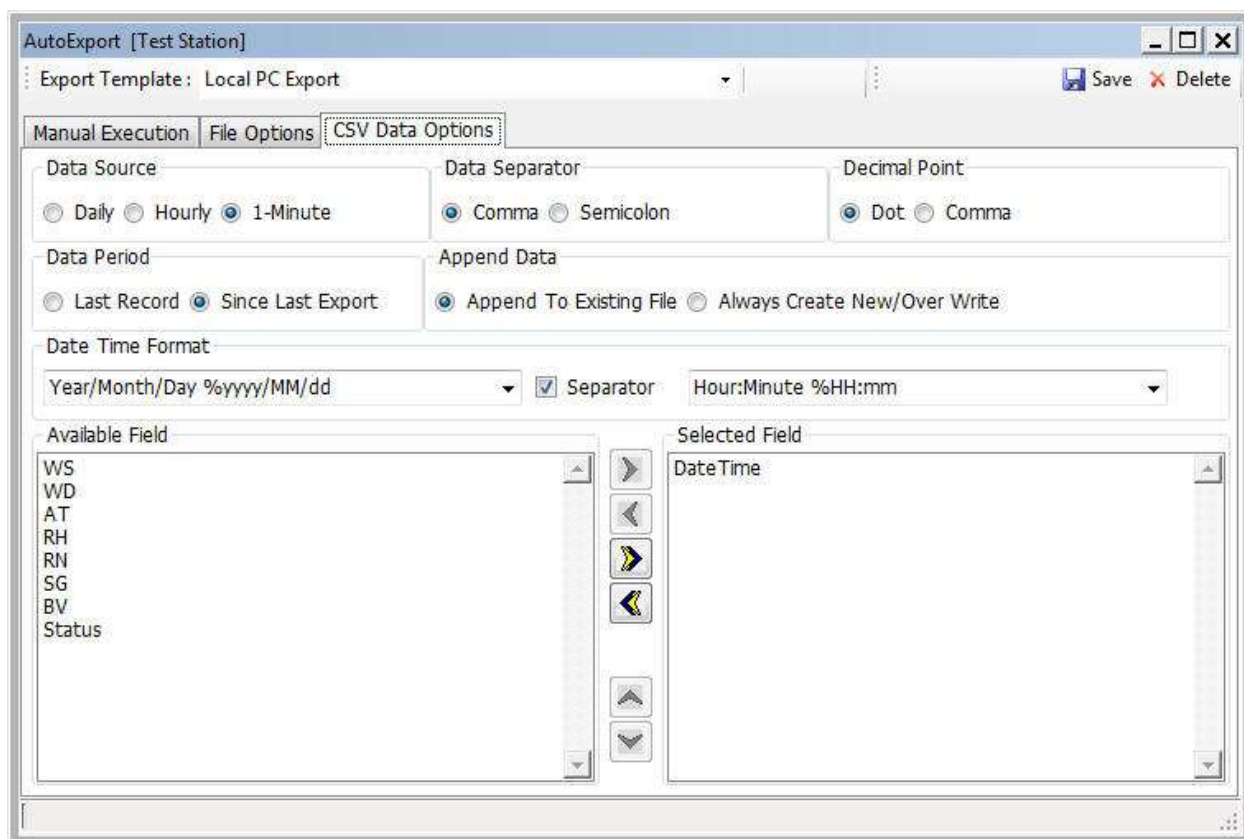 AutoExport [Test Station]
Export Template : Local PC Export
Save Delete
Manual Execution File Options CSV Data Options
Data Source Data Separator Decimal Point
Daily Hourly 1-Minute Comma Semicolon Dot Comma
Data Period Append Data
Last Record Since Last Export Append To Existing File Always Create New/Over Write
Date Time Format
Year/Month/Day %yyyy/MM/dd Separator Hour:Minute %HH:mm
Available Field Selected Field
WS DateTime
WD
AT
RH
RN
SG
BV
Status